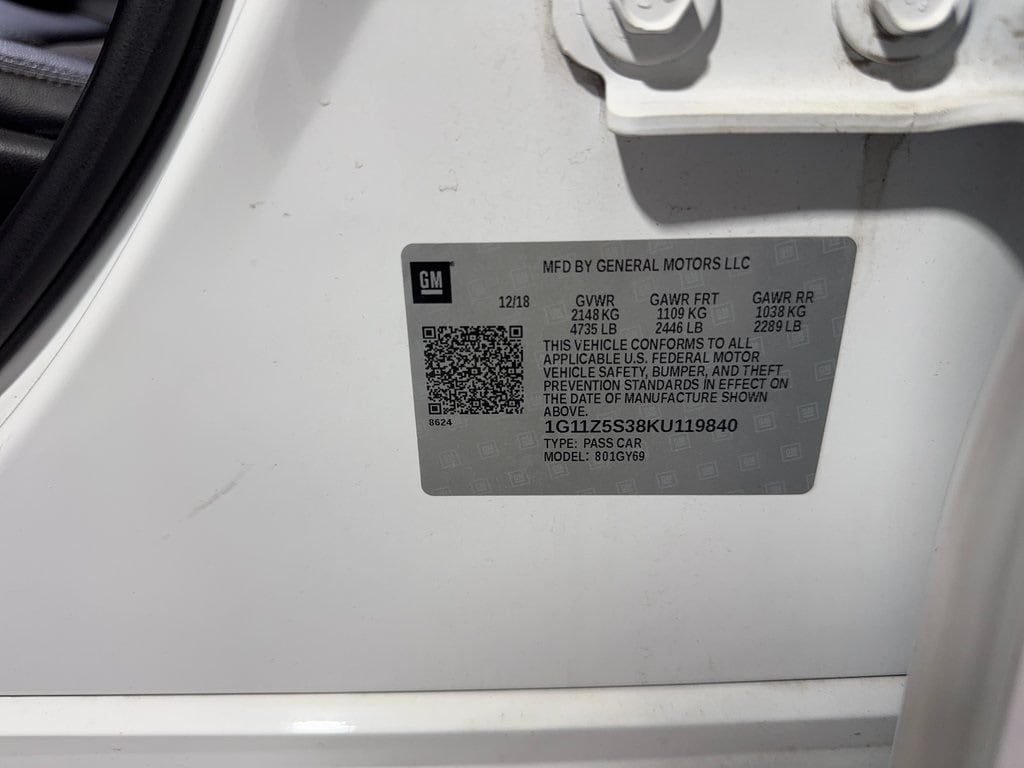 GM
MFD BY GENERAL MOTORS LLC
12/18 GVWR GAWR FRT GAWR RR
2148 KG 1109 KG 1038 KG
4735 LB 2446 LB 2289 LB
THIS VEHICLE CONFORMS TO ALL
APPLICABLE U.S. FEDERAL MOTOR
VEHICLE SAFETY, BUMPER, AND THEFT
PREVENTION STANDARDS IN EFFECT ON
THE DATE OF MANUFACTURE SHOWN
ABOVE.
8624
1G11Z5S38KU119840
TYPE: PASS CAR
MODEL: 801GY69